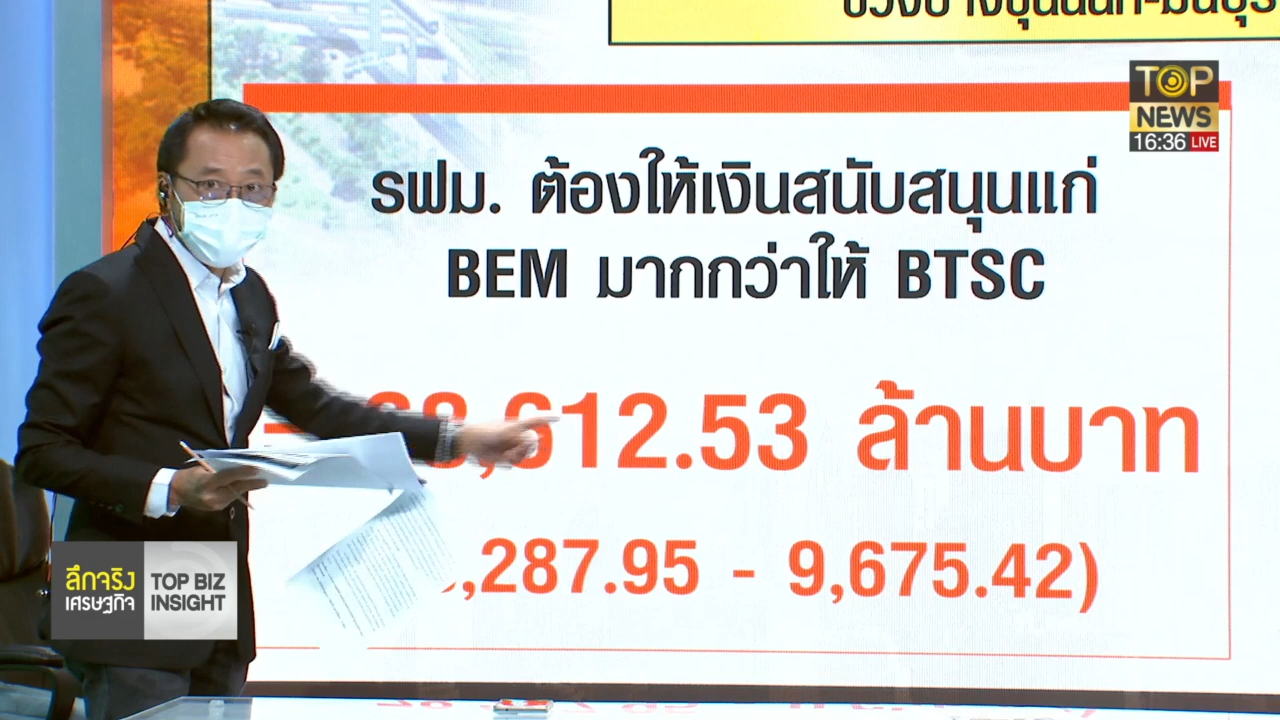 TOP
NEWS
16:36 LIVE
รฟม. ต้องให้เงินสนับสนุนแก่
BEM มากกว่าให้ BTSC
8,612.53 ล้านบาท
,287.95 - 9,675.42)
ลึกจริง
เศรษฐกิจ
TOP BIZ
INSIGHT